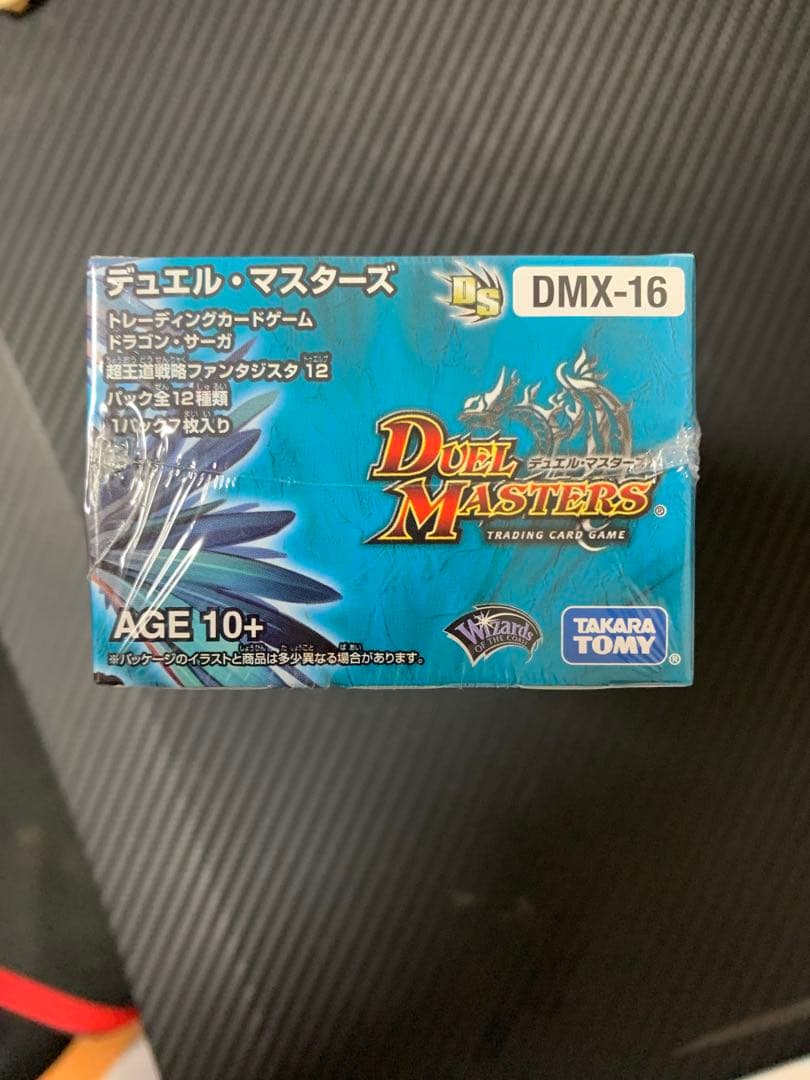 デュエル・マスターズ
DS
DMX-16
トレーディングカードゲーム
ドラゴン・サーガ
超王道戦略ファンタジスタ 12
パック全12種類
1パック7枚入り
DUEL MASTERS®
デュエル・マスターズ
TRADING CARD GAME
AGE 10+
※パッケージのイラストと商品は多少異なる場合があります。
Wizards OF THE COAST
TAKARA TOMY®